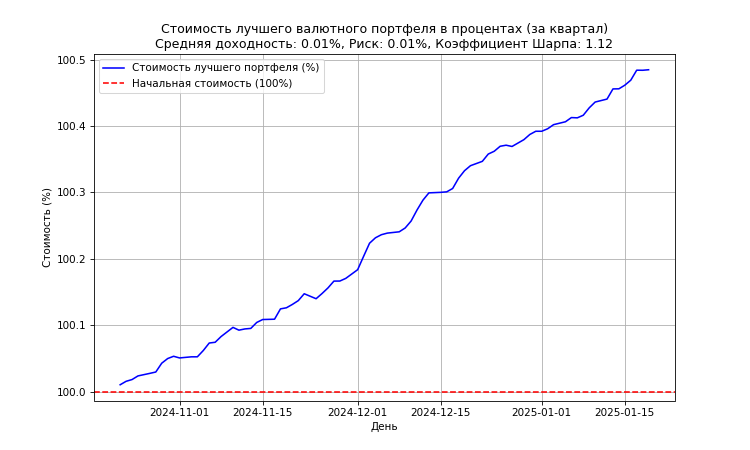 Стоимость лучшего валютного портфеля в процентах (за квартал)
Средняя доходность: 0.01%, Риск: 0.01%, Коэффициент Шарпа: 1.12
Стоимость лучшего портфеля (%)
Начальная стоимость (100%)
Стоимость (%)
100.5
100.4
100.3
100.2
100.1
100.0
2024-11-01 2024-11-15 2024-12-01 2024-12-15 2025-01-01 2025-01-15
День